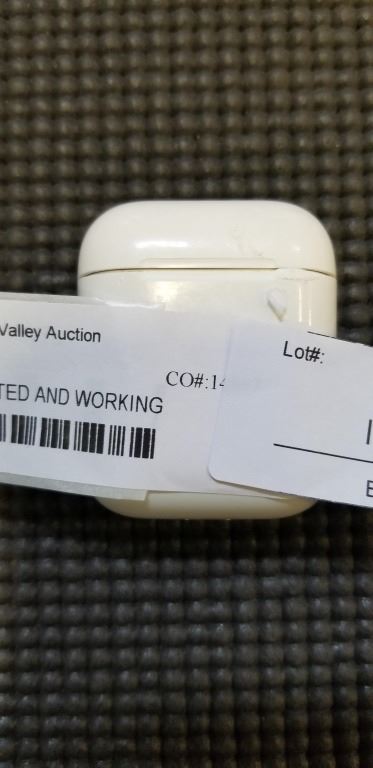 Valley Auction
Lot#:
CO#:14
TED AND WORKING